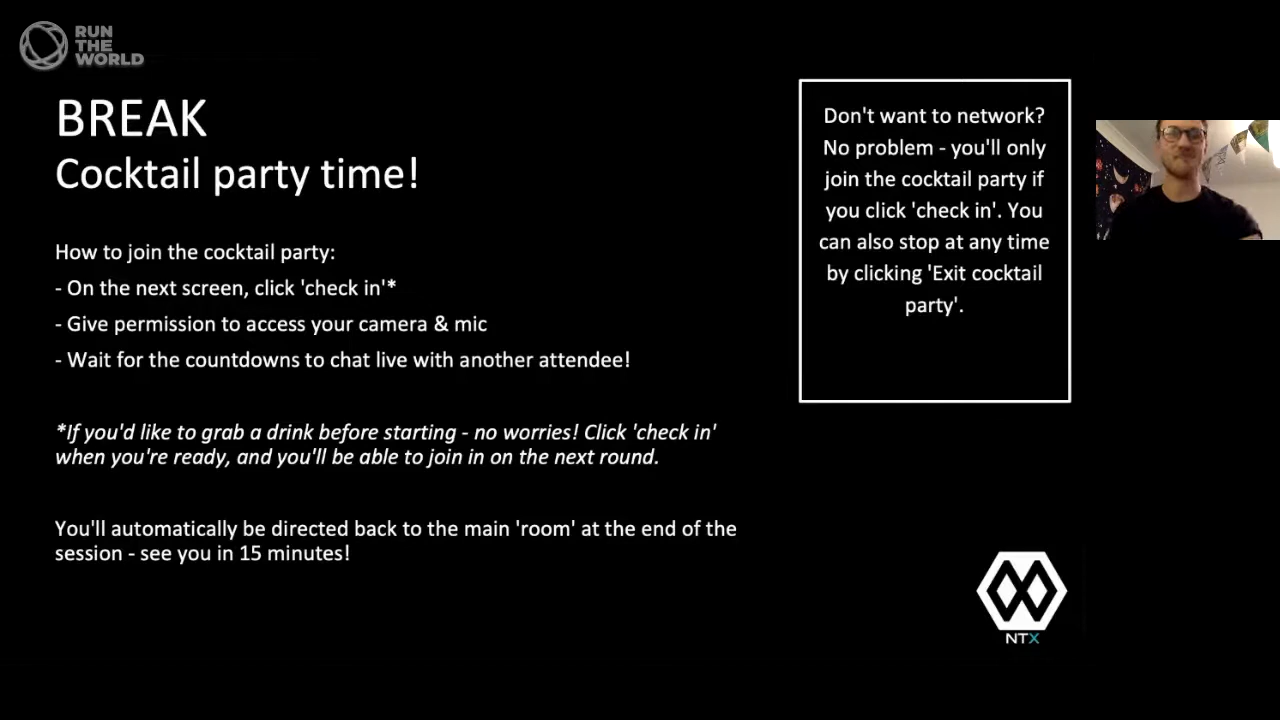 RUN
THE
WORLD
BREAK
Cocktail party time!
How to join the cocktail party:
- On the next screen, click 'check in'*
- Give permission to access your camera & mic
- Wait for the countdowns to chat live with another attendee!
*If you'd like to grab a drink before starting - no worries! Click 'check in'
when you're ready, and you'll be able to join in on the next round.
You'll automatically be directed back to the main 'room' at the end of the
session - see you in 15 minutes!
Don't want to network?
No problem - you'll only
join the cocktail party if
you click 'check in'. You
can also stop at any time
by clicking 'Exit cocktail
party'.
NTX